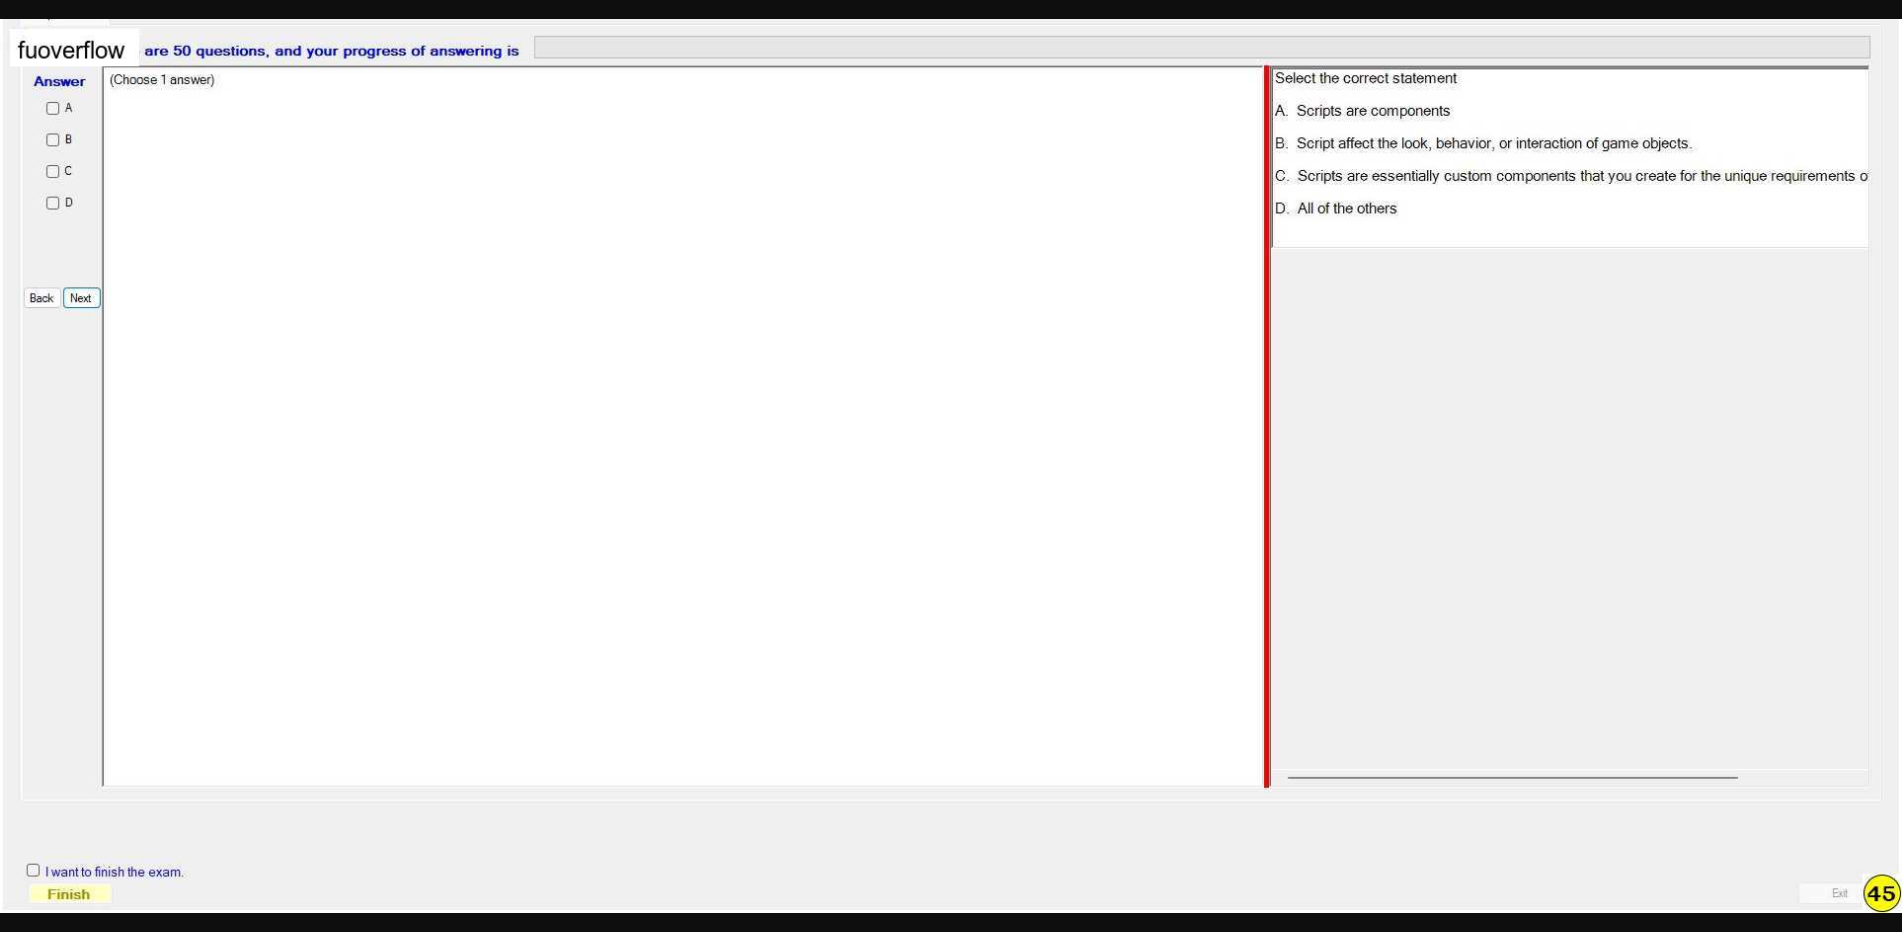 fuoverflow are 50 questions, and your progress of answering is
Answer
(Choose 1 answer)
A
B
C
D
Back Next
Select the correct statement
A. Scripts are components
B. Script affect the look, behavior, or interaction of game objects.
C. Scripts are essentially custom components that you create for the unique requirements o
D. All of the others
I want to finish the exam.
Finish
Exit
45